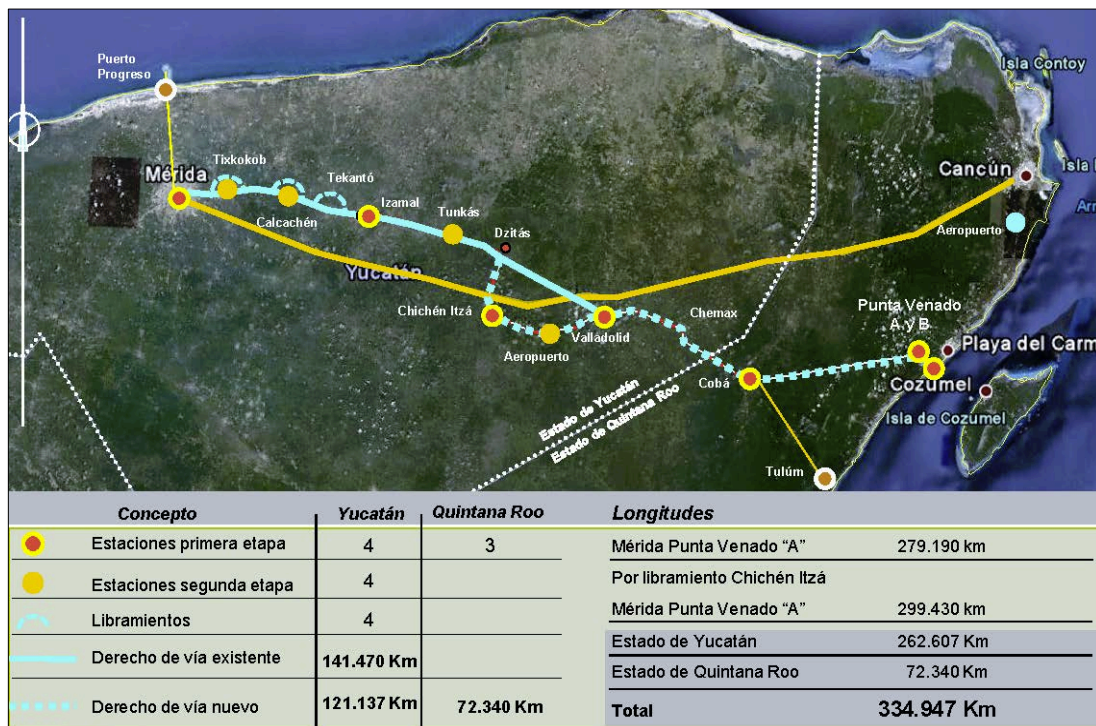 Puerto
Progreso
Isla Contoy
Tixkokob
Mérida
Tekantó
Cancún
Isla
Izamal
Calcachén
Tunkás
Aeropuerto
Dzitás
Yucatán
Punta Venado
A y B
Chichén Itzá
Chemax
Valladolid
Aeropuerto
Playa del Carm
Cobá
Cozumel
Estado de Yucatán
Estado de Quintana Roo
Isla de Cozumel
Tulúm
Concepto Yucatán Quintana Roo
Estaciones primera etapa 4 3
Estaciones segunda etapa 4
Libramientos 4
Derecho de vía existente 141.470 Km
Derecho de vía nuevo 121.137 Km 72.340 Km
Longitudes
Mérida Punta Venado “A” 279.190 km
Por libramiento Chichén Itzá
Mérida Punta Venado “A” 299.430 km
Estado de Yucatán 262.607 Km
Estado de Quintana Roo 72.340 Km
Total 334.947 Km